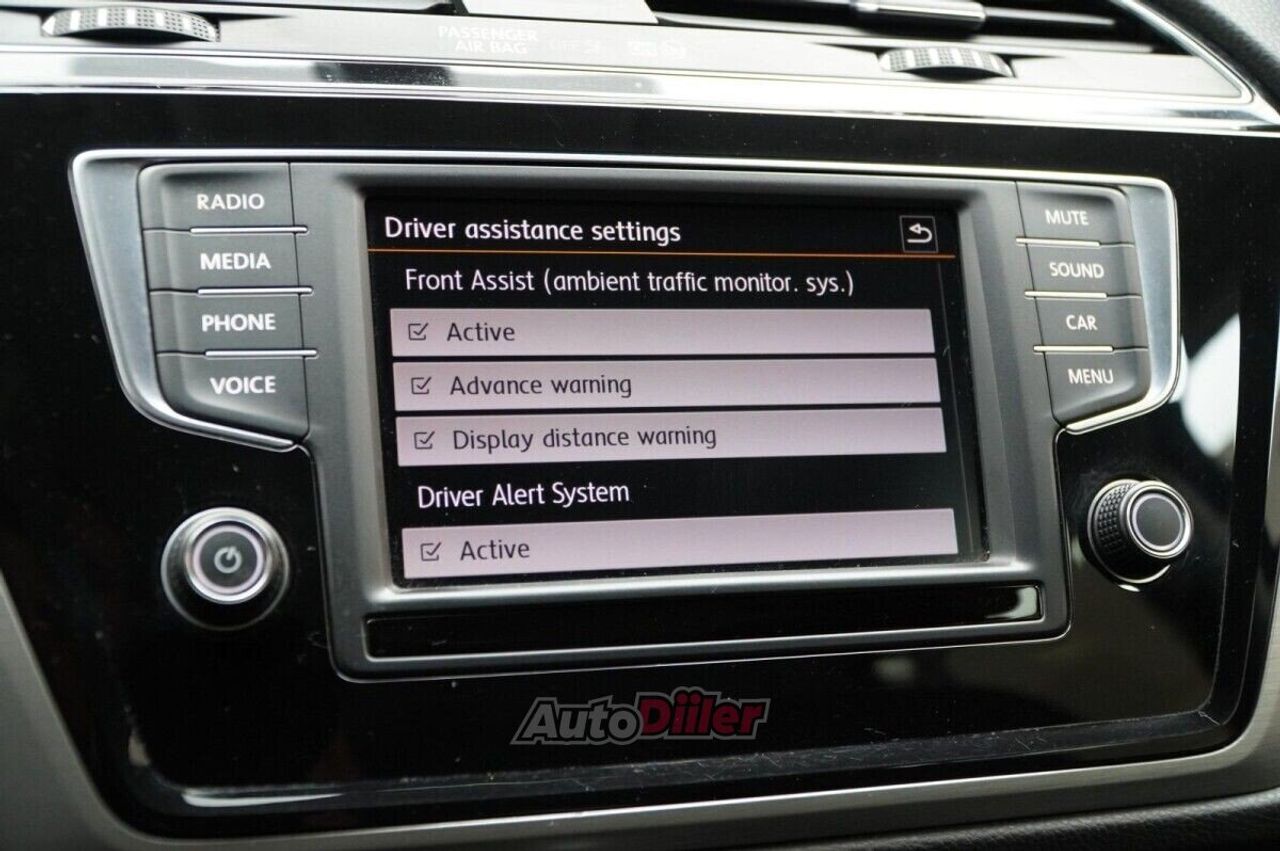 PASSENGER
AIR BAG
OFF
RADIO
MEDIA
PHONE
VOICE
Driver assistance settings
Front Assist (ambient traffic monitor. sys.)
Active
Advance warning
Display distance warning
Driver Alert System
Active
MUTE
SOUND
CAR
MENU
AutoDiiler